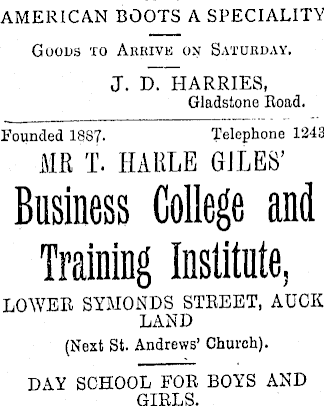 AMERICAN BOOTS A SPECIALITY
GOODS TO ARRIVE ON SATURDAY.
J. D. HARRIES,
Gladstone Road.
Founded 1887. Telephone 1243
MR T. HARLE GILES'
Business College and
Training Institute,
LOWER SYMONDS STREET, AUCK
LAND
(Next St. Andrews' Church).
DAY SCHOOL FOR BOYS AND
GIRLS.